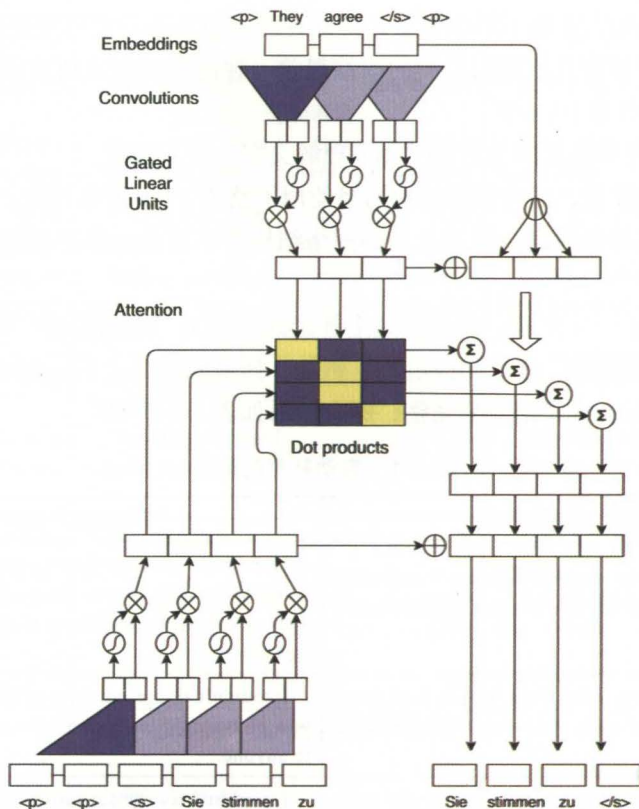 <p> They agree </s> <p>
Embeddings
Convolutions
Gated
Linear
Units
Attention
Σ
Σ
Σ
Σ
Dot products
<p> <p> <s> Sie stimmen zu
Sie stimmen zu </s>